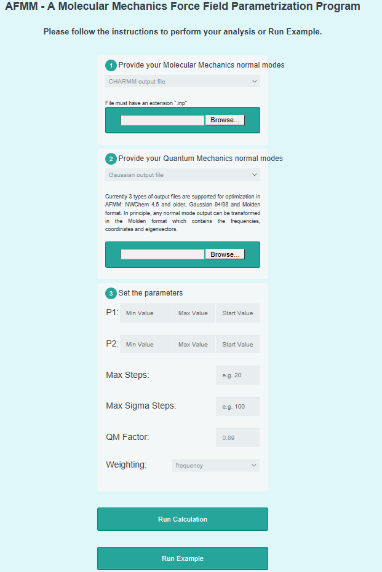 AFMM - A Molecular Mechanics Force Field Parametrization Program
Please follow the instructions to perform your analysis or Run Example.
1 Provide your Molecular Mechanics normal modes
CHARMM output file
File must have an extension ".inp"
Browse...
2 Provide your Quantum Mechanics normal modes
Gaussian output file
Currently 3 types of output files are supported for optimization in
AFMM: NWChem 4.6 and older, Gaussian 94/98 and Molden
format. In principle, any normal mode output can be transformed
in the Molden format which contains the frequencies,
coordinates and eigenvectors.
Browse...
3 Set the parameters
P1: Min Value Max Value Start Value
P2: Min Value Max Value Start Value
Max Steps: e.g. 20
Max Sigma Steps: e.g. 100
QM Factor: 0.89
Weighting: frequency
Run Calculation
Run Example